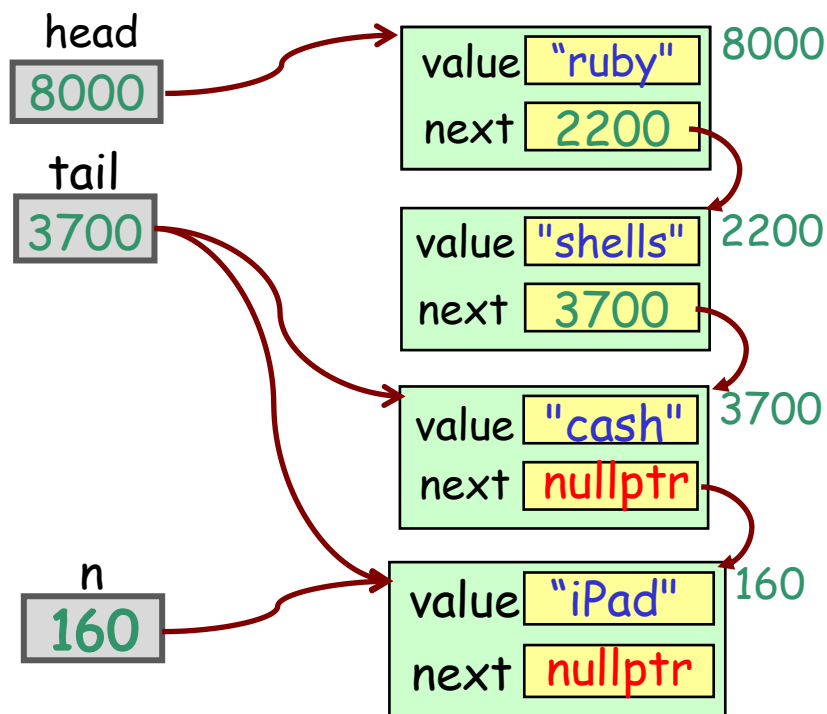 head
8000
tail
3700
n
160
value “ruby"
next 2200
8000
value "shells"
next 3700
2200
value "cash"
next nullptr
3700
value “iPad"
next nullptr
160